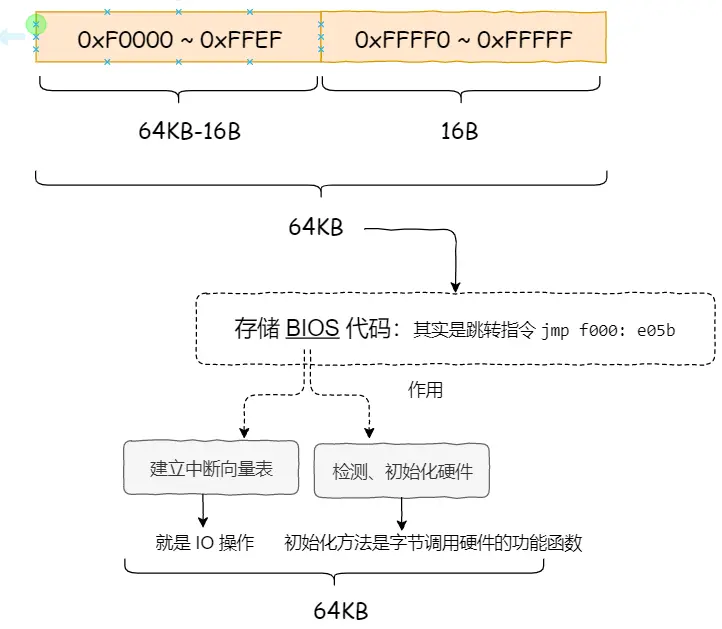 0xF0000 ~ 0xFFEF 0xFFFF0 ~ 0xFFFFF
64KB-16B 16B
64KB
存储 BIOS 代码：其实是跳转指令 jmp f000: e05b
作用
建立中断向量表 检测、初始化硬件
就是 IO 操作 初始化方法是字节调用硬件的功能函数
64KB